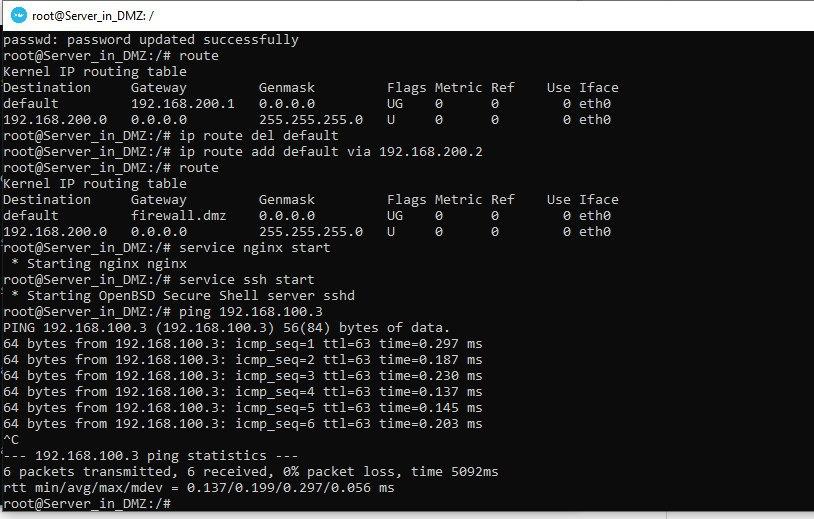 root@Server_in_DMZ: /
passwd: password updated successfully
root@Server_in_DMZ:/# route
Kernel IP routing table
Destination     Gateway         Genmask         Flags Metric Ref    Use Iface
default         192.168.200.1   0.0.0.0         UG    0      0        0 eth0
192.168.200.0   0.0.0.0         255.255.255.0   U     0      0        0 eth0
root@Server_in_DMZ:/# ip route del default
root@Server_in_DMZ:/# ip route add default via 192.168.200.2
root@Server_in_DMZ:/# route
Kernel IP routing table
Destination     Gateway         Genmask         Flags Metric Ref    Use Iface
default         firewall.dmz    0.0.0.0         UG    0      0        0 eth0
192.168.200.0   0.0.0.0         255.255.255.0   U     0      0        0 eth0
root@Server_in_DMZ:/# service nginx start
 * Starting nginx nginx
root@Server_in_DMZ:/# service ssh start
 * Starting OpenBSD Secure Shell server sshd
root@Server_in_DMZ:/# ping 192.168.100.3
PING 192.168.100.3 (192.168.100.3) 56(84) bytes of data.
64 bytes from 192.168.100.3: icmp_seq=1 ttl=63 time=0.297 ms
64 bytes from 192.168.100.3: icmp_seq=2 ttl=63 time=0.187 ms
64 bytes from 192.168.100.3: icmp_seq=3 ttl=63 time=0.230 ms
64 bytes from 192.168.100.3: icmp_seq=4 ttl=63 time=0.137 ms
64 bytes from 192.168.100.3: icmp_seq=5 ttl=63 time=0.145 ms
64 bytes from 192.168.100.3: icmp_seq=6 ttl=63 time=0.203 ms
^C
--- 192.168.100.3 ping statistics ---
6 packets transmitted, 6 received, 0% packet loss, time 5092ms
rtt min/avg/max/mdev = 0.137/0.199/0.297/0.056 ms
root@Server_in_DMZ:/#